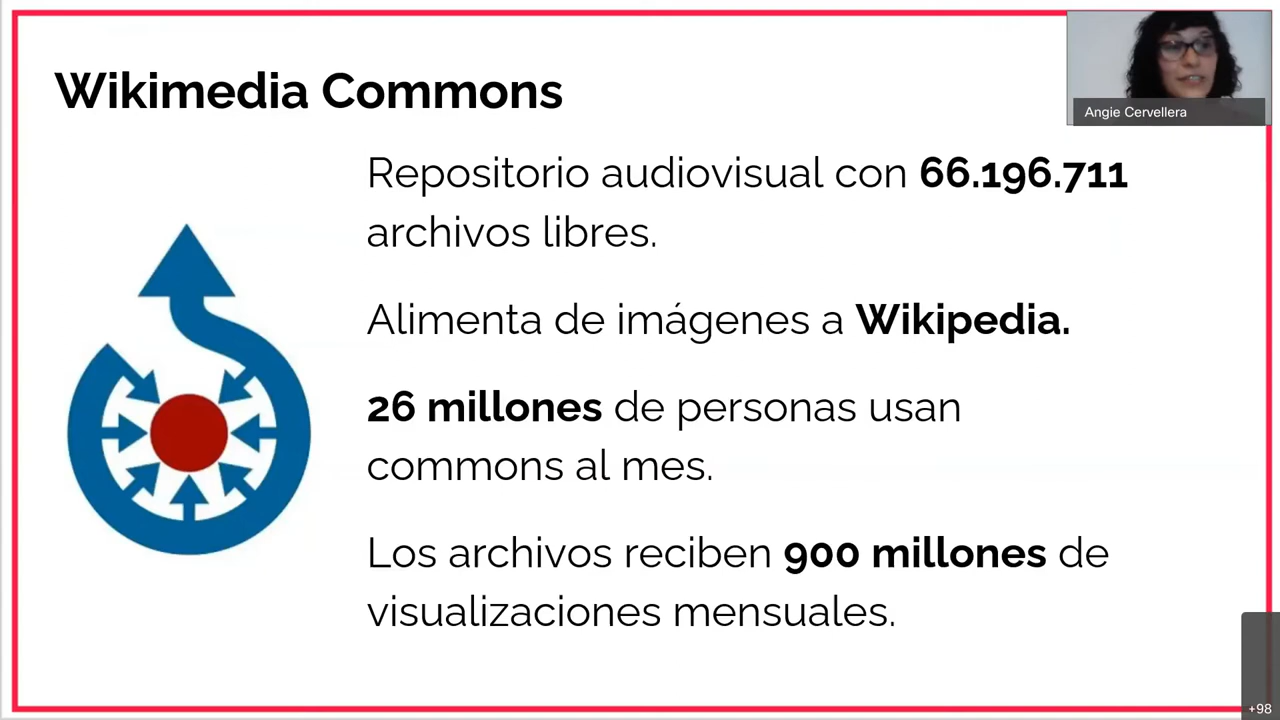 Wikimedia Commons
Angie Cervellera
Repositorio audiovisual con 66.196.711
archivos libres.
Alimenta de imágenes a Wikipedia.
26 millones de personas usan
commons al mes.
Los archivos reciben 900 millones de
visualizaciones mensuales.
+98